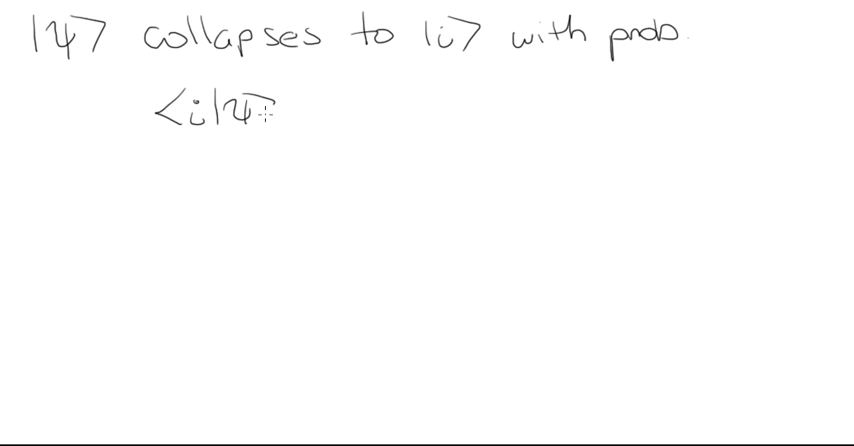 |ψ> collapses to |i> with prob.
<i|ψ>